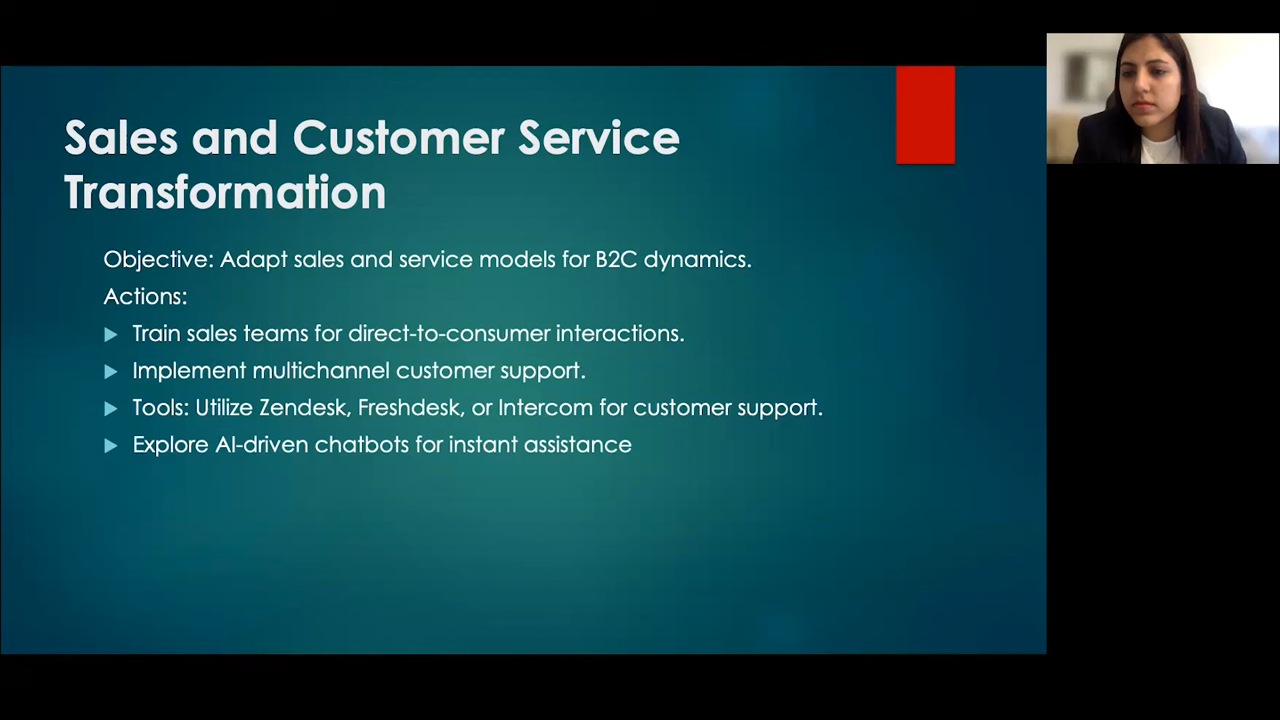 Sales and Customer Service
Transformation
Objective: Adapt sales and service models for B2C dynamics.
Actions:
Train sales teams for direct-to-consumer interactions.
Implement multichannel customer support.
Tools: Utilize Zendesk, Freshdesk, or Intercom for customer support.
Explore AI-driven chatbots for instant assistance